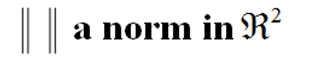 ‖ ‖ a norm in ℜ²